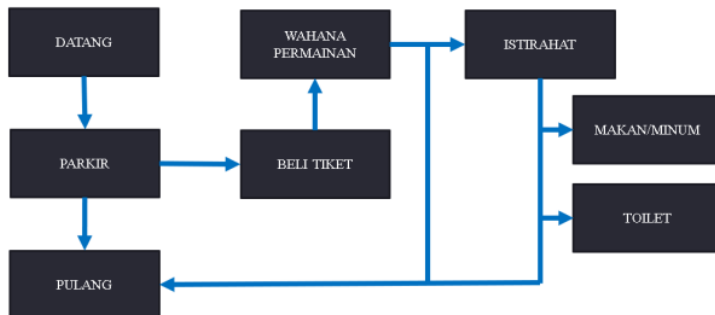 DATANG
WAHANA
PERMAINAN
ISTIRAHAT
MAKAN/MINUM
PARKIR
BELI TIKET
TOILET
PULANG